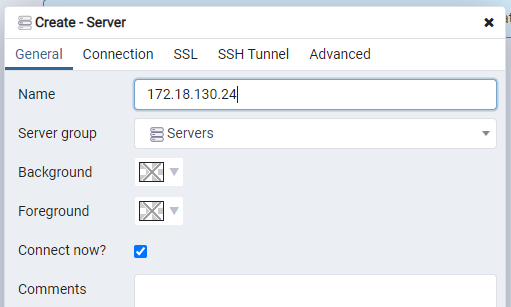 Create - Server
General Connection SSL SSH Tunnel Advanced
Name 172.18.130.24
Server group Servers
Background
Foreground
Connect now?
Comments